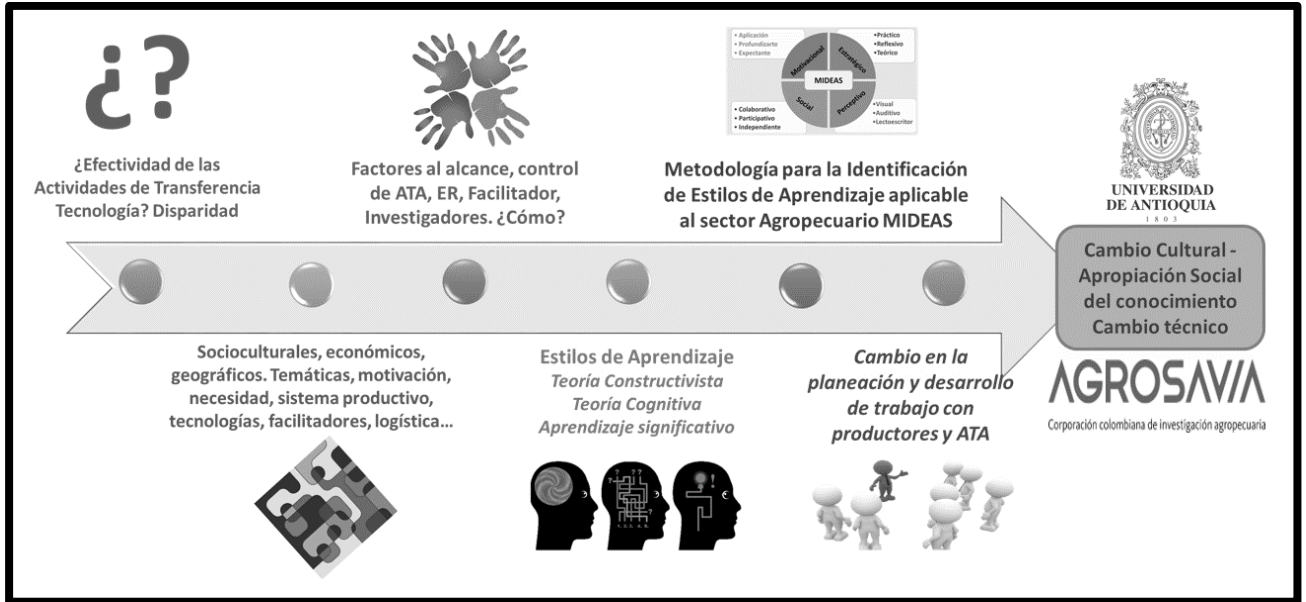 ¿?
¿Efectividad de las
Actividades de Transferencia
Tecnología? Disparidad
Factores al alcance, control
de ATA, ER, Facilitador,
Investigadores. ¿Cómo?
• Aplicación
• Profundizarte
• Expectante
• Práctico
• Reflexivo
• Teórico
Motivacional
Estratégico
MIDEAS
Social
Perceptivo
• Colaborativo
• Participativo
• Independiente
• Visual
• Auditivo
• Lectoescritor
Metodología para la Identificación
de Estilos de Aprendizaje aplicable
al sector Agropecuario MIDEAS
UNIVERSIDAD
DE ANTIOQUIA
1803
Cambio Cultural -
Apropiación Social
del conocimiento
Cambio técnico
AGROSAVIA
Corporación colombiana de investigación agropecuaria
Socioculturales, económicos,
geográficos. Temáticas, motivación,
necesidad, sistema productivo,
tecnologías, facilitadores, logística...
Estilos de Aprendizaje
Teoría Constructivista
Teoría Cognitiva
Aprendizaje significativo
Cambio en la
planeación y desarrollo
de trabajo con
productores y ATA